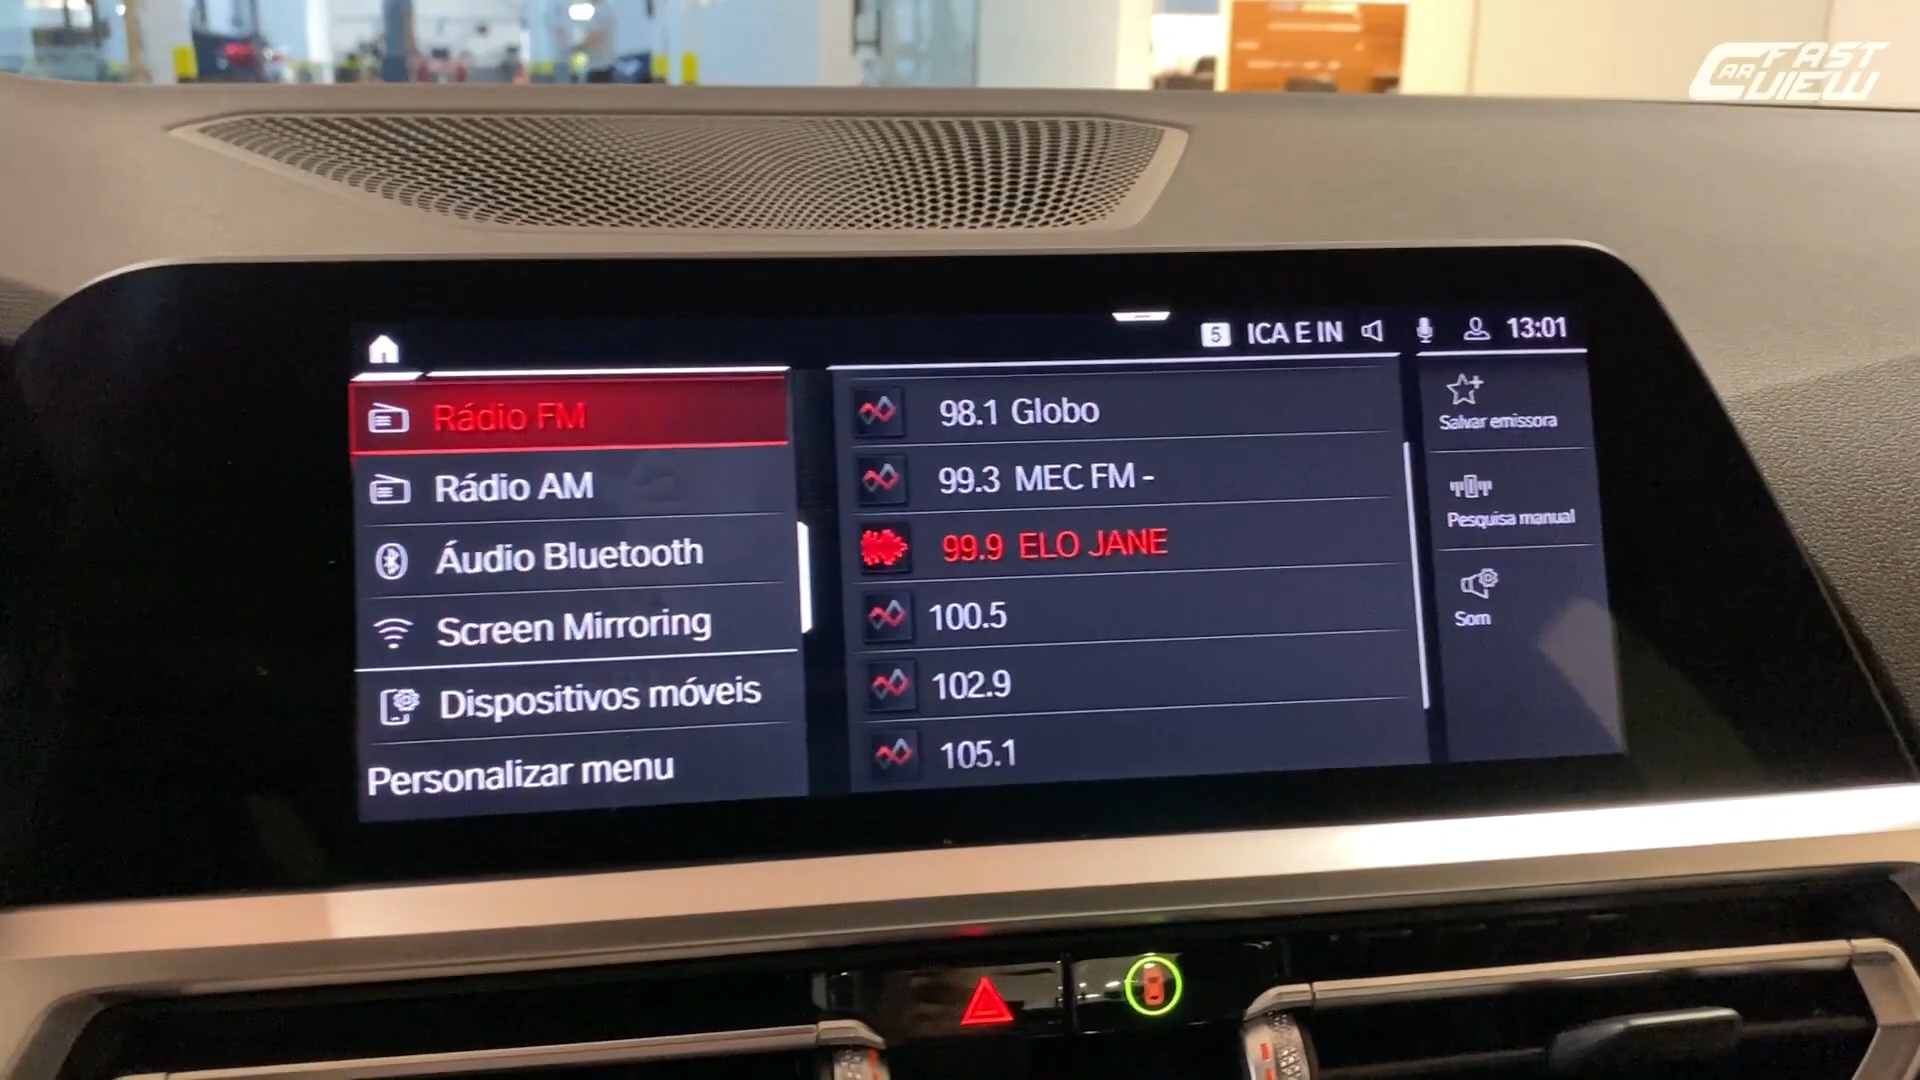 CAR FAST VIEW
5 ICA E IN 13:01
Rádio FM
Rádio AM
Áudio Bluetooth
Screen Mirroring
Dispositivos móveis
Personalizar menu
98.1 Globo
99.3 MEC FM -
99.9 ELO JANE
100.5
102.9
105.1
Salvar emissora
Pesquisa manual
Som